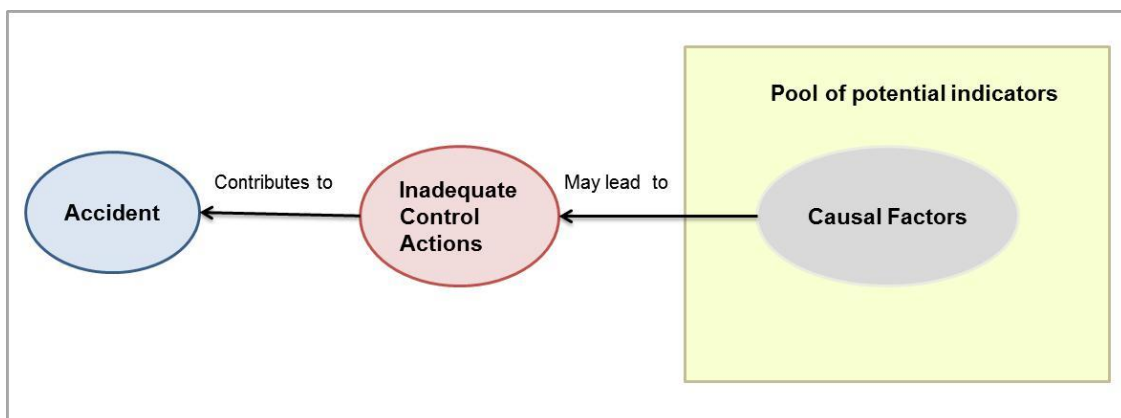 Pool of potential indicators
Accident
Contributes to
Inadequate
Control
Actions
May lead to
Causal Factors